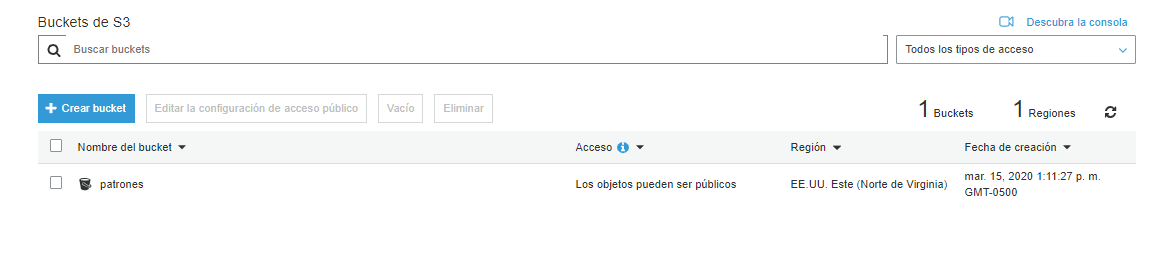 Buckets de S3
Descubra la consola
Buscar buckets
Todos los tipos de acceso
Crear bucket
Editar la configuración de acceso público
Vacío
Eliminar
1 Buckets
1 Regiones
Nombre del bucket
Acceso
Región
Fecha de creación
patrones
Los objetos pueden ser públicos
EE.UU. Este (Norte de Virginia)
mar. 15, 2020 1:11:27 p. m.
GMT-0500